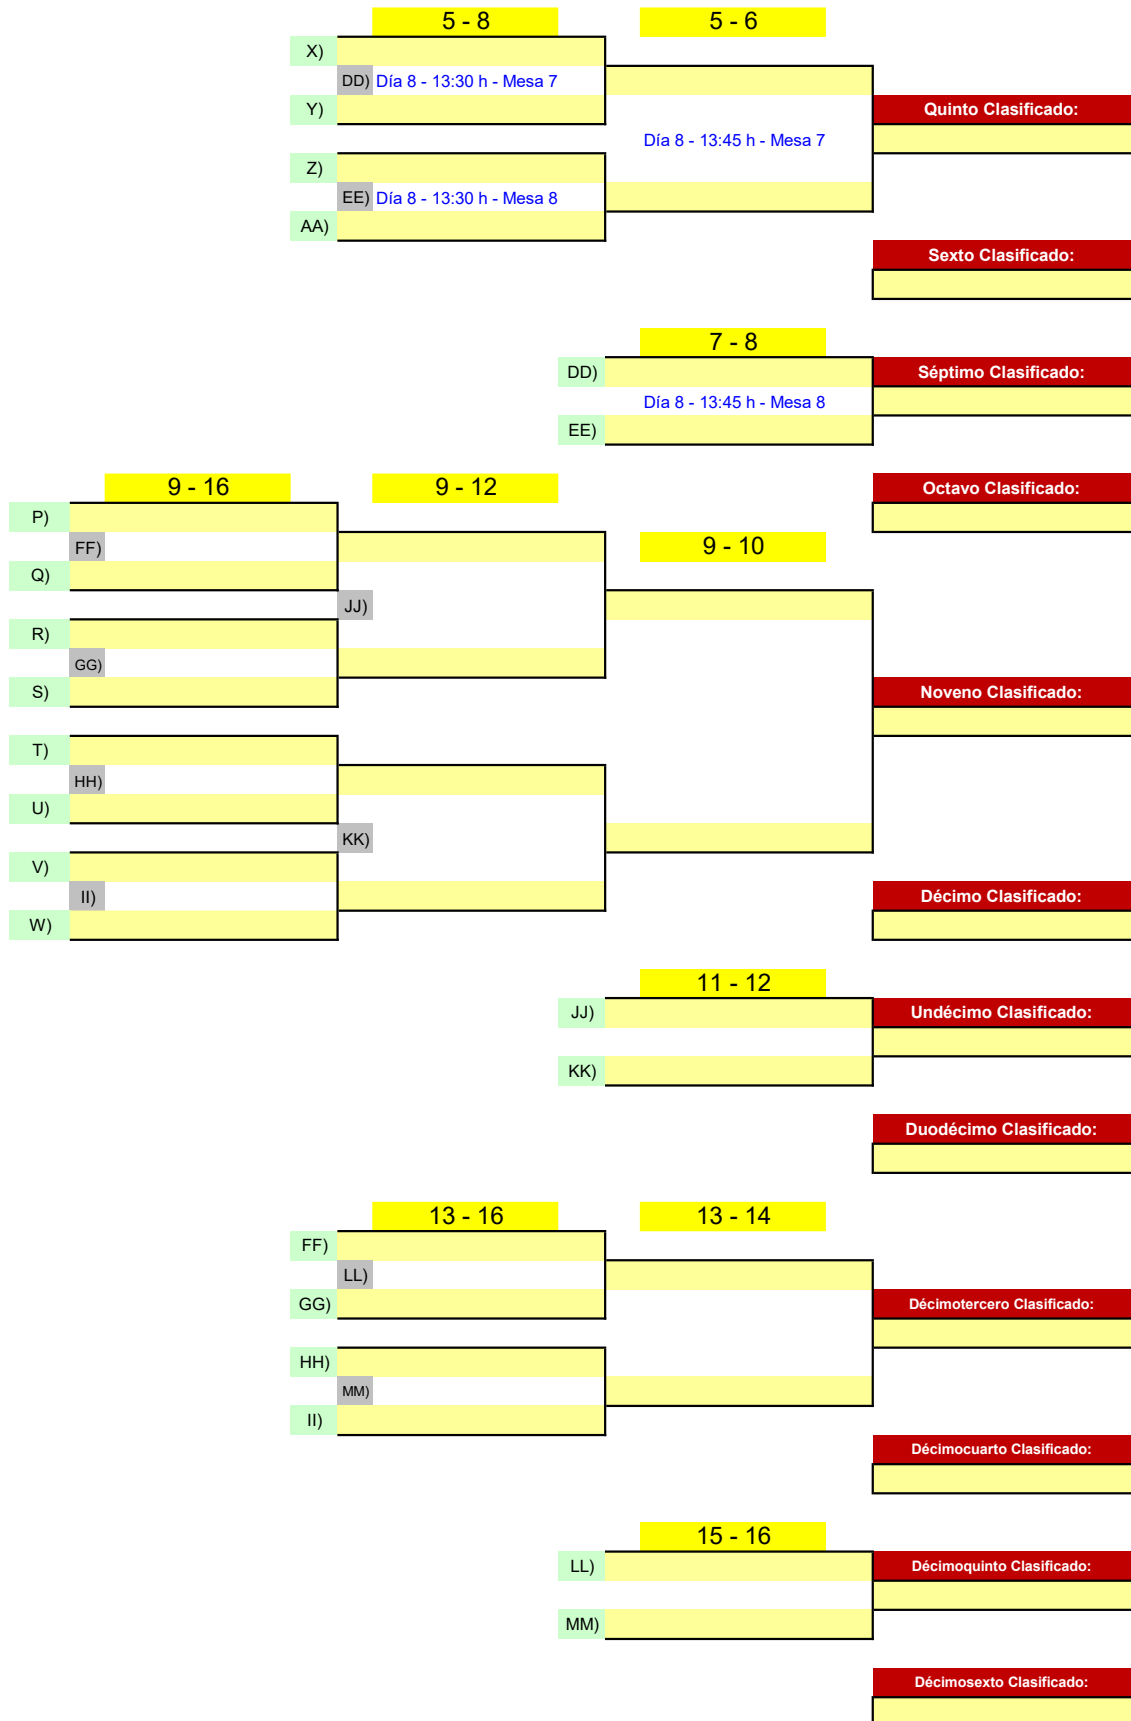 5 - 8
5 - 6
X)
DD) Día 8 - 13:30 h - Mesa 7
Y)
Quinto Clasificado:
Día 8 - 13:45 h - Mesa 7
Z)
EE) Día 8 - 13:30 h - Mesa 8
AA)
Sexto Clasificado:
7 - 8
DD)
Séptimo Clasificado:
Día 8 - 13:45 h - Mesa 8
EE)
9 - 16
9 - 12
Octavo Clasificado:
P)
FF)
9 - 10
Q)
JJ)
R)
GG)
S)
Noveno Clasificado:
T)
HH)
U)
KK)
V)
II)
Décimo Clasificado:
W)
11 - 12
JJ)
Undécimo Clasificado:
KK)
Duodécimo Clasificado:
13 - 16
13 - 14
FF)
LL)
GG)
Décimotercero Clasificado:
HH)
MM)
II)
Décimocuarto Clasificado:
15 - 16
LL)
Décimoquinto Clasificado:
MM)
Décimosexto Clasificado: